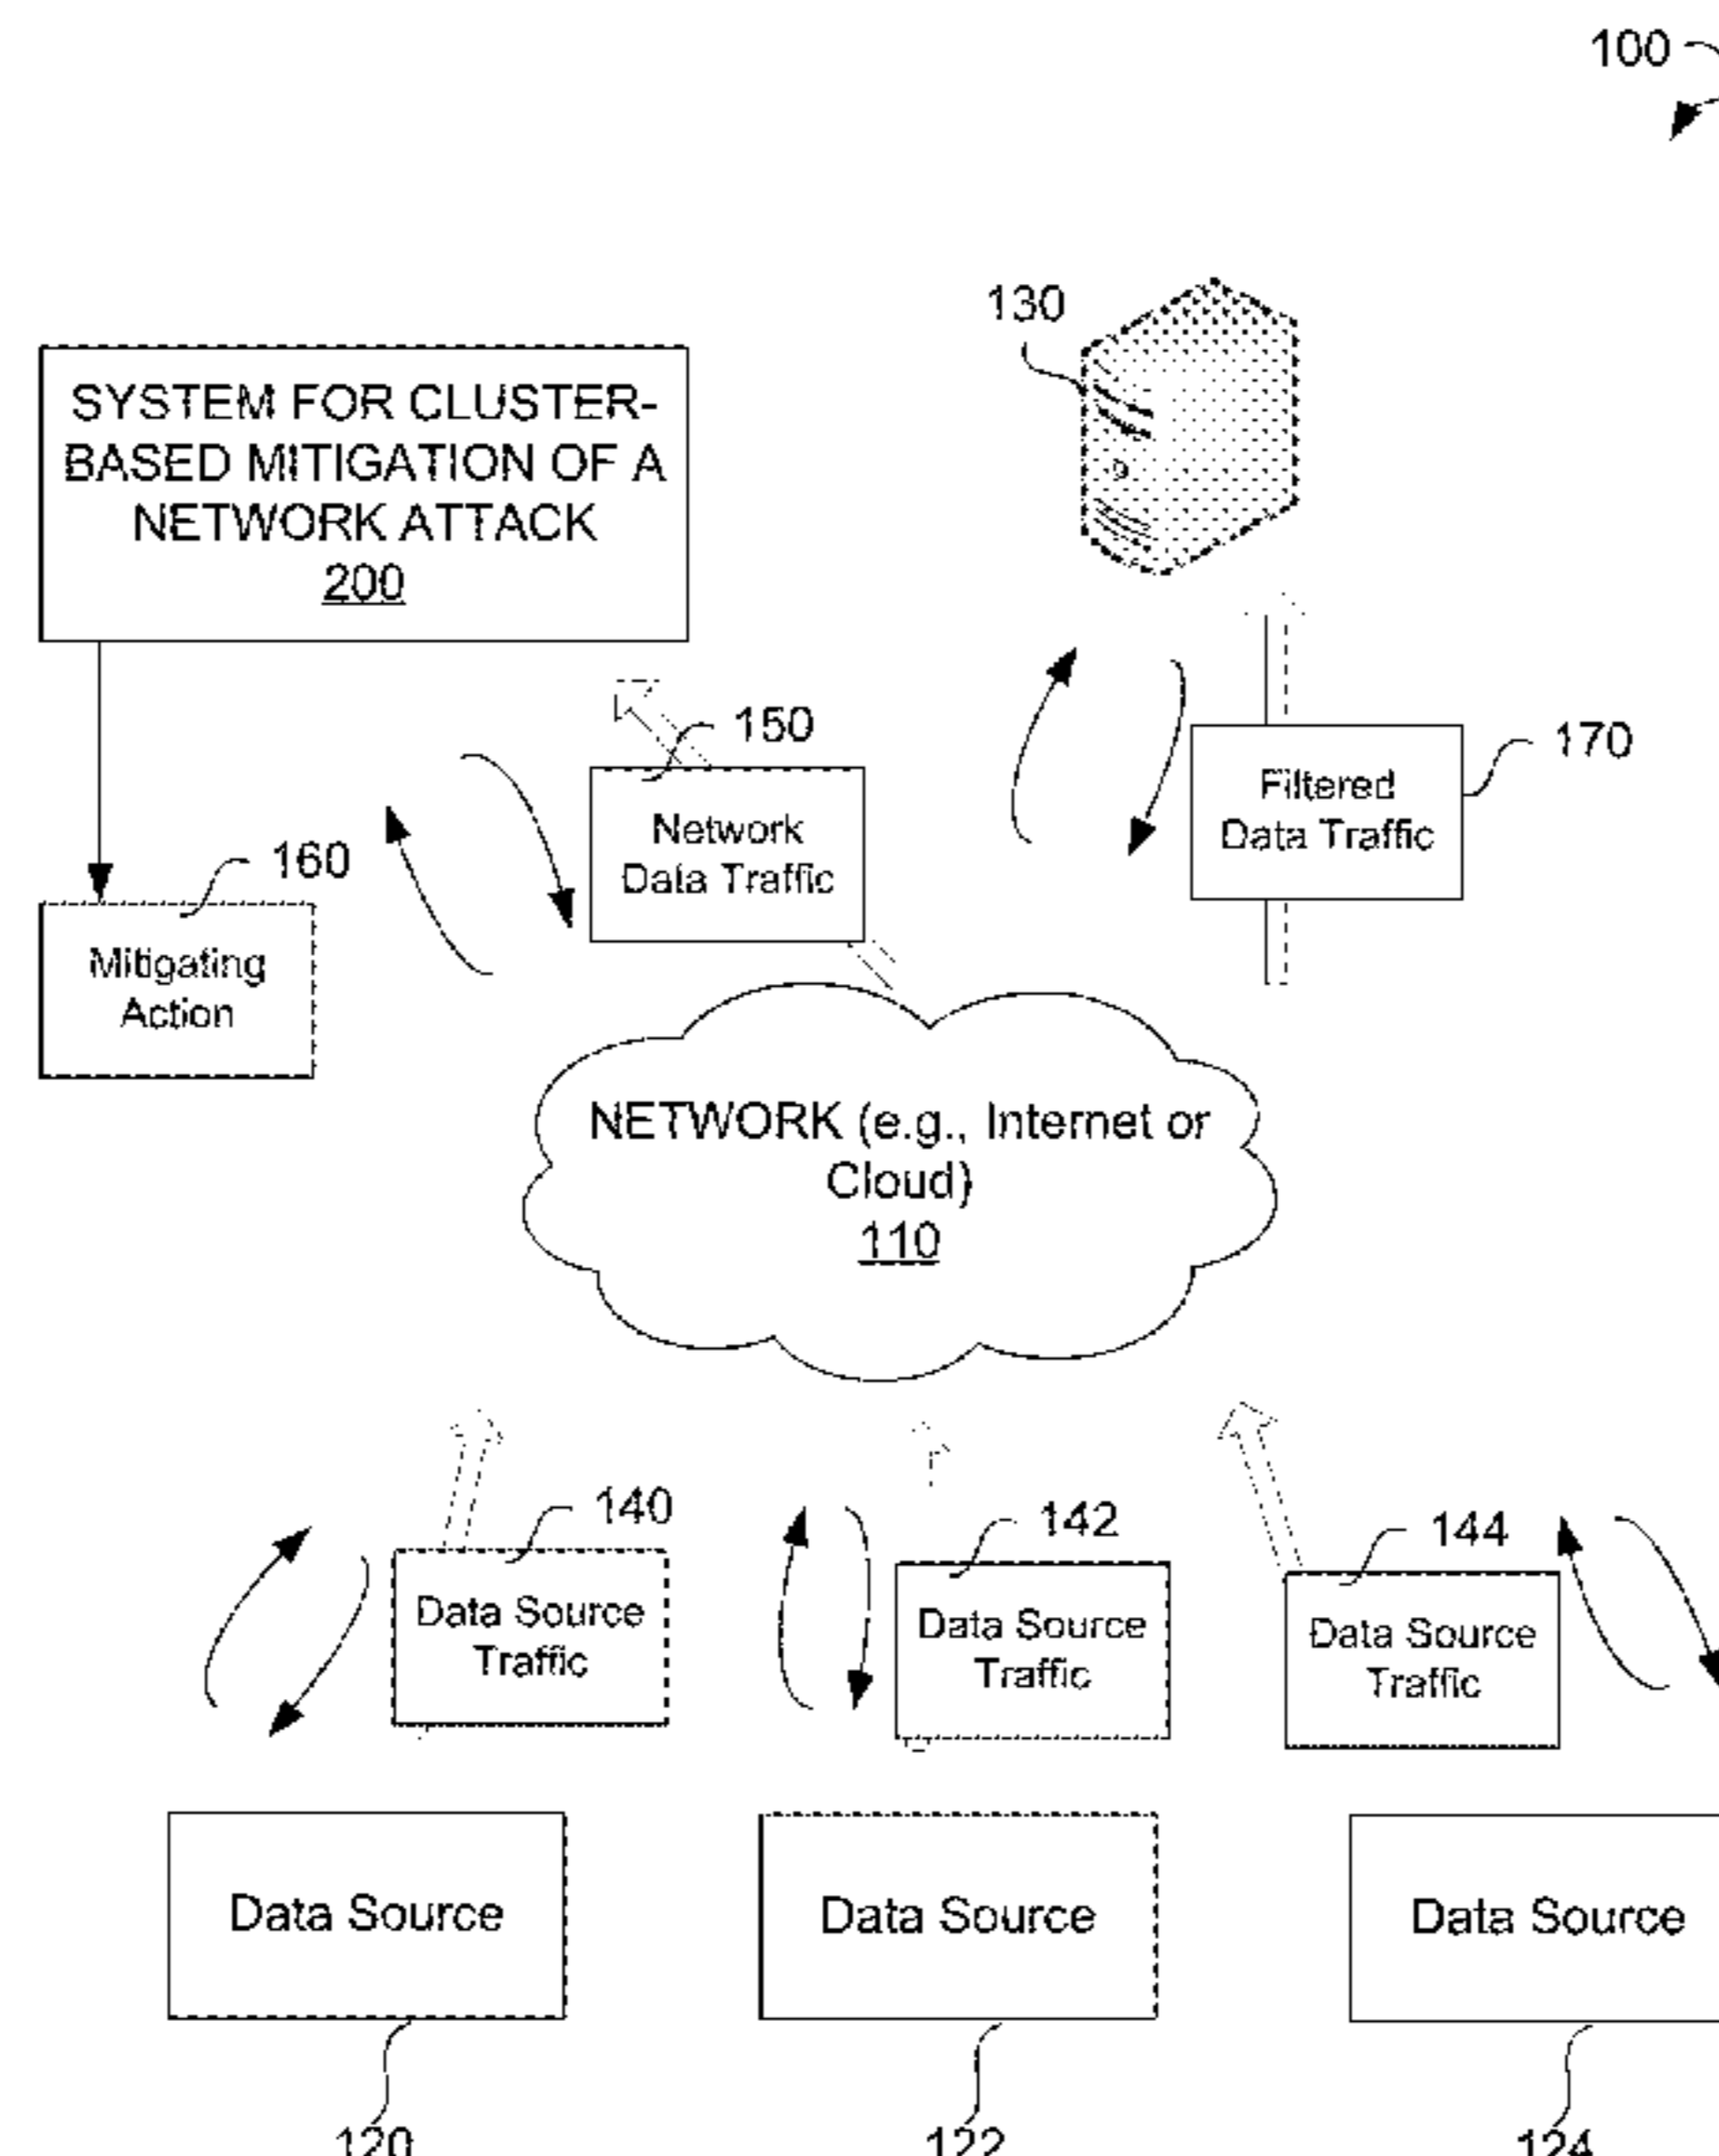 100
130
SYSTEM FOR CLUSTER-
BASED MITIGATION OF A
NETWORK ATTACK
200
150
170
Filtered
Data Traffic
Network
Data Traffic
160
Mitigating
Action
NETWORK (e.g., Internet or
Cloud)
110
140
142
144
Data Source
Traffic
Data Source
Traffic
Data Source
Traffic
Data Source
Data Source
Data Source
120
122
124